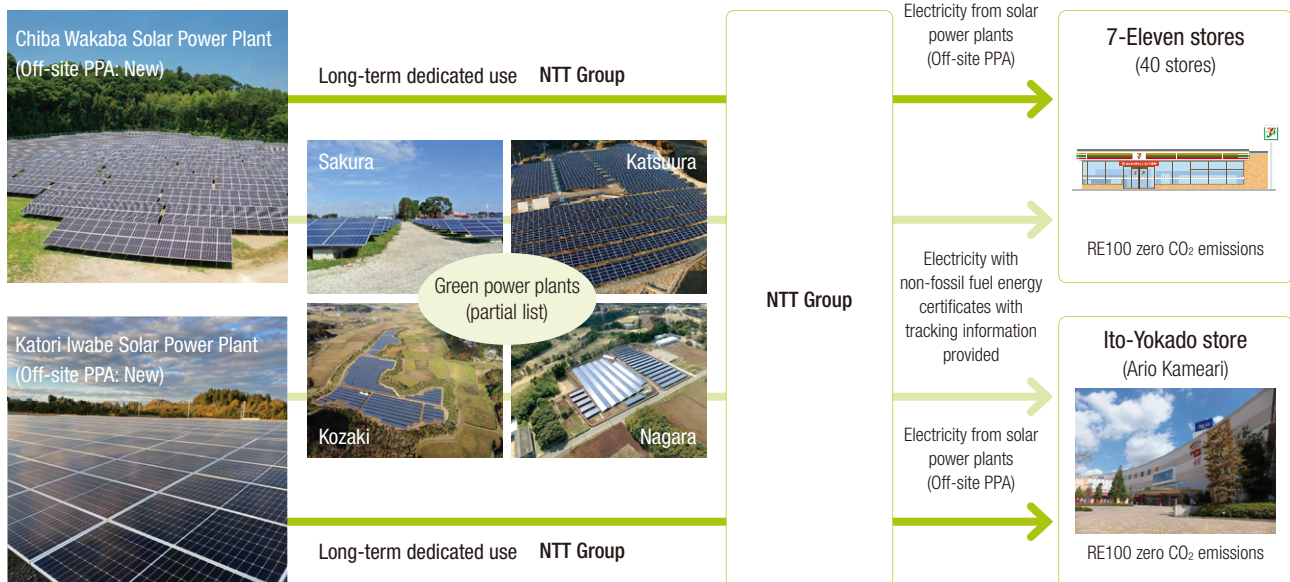 Chiba Wakaba Solar Power Plant
(Off-site PPA: New)
Long-term dedicated use NTT Group
Sakura
Katsuura
Green power plants
(partial list)
Kozaki
Nagara
Katori Iwabe Solar Power Plant
(Off-site PPA: New)
Long-term dedicated use NTT Group
NTT Group
Electricity from solar
power plants
(Off-site PPA)
Electricity with
non-fossil fuel energy
certificates with
tracking information
provided
Electricity from solar
power plants
(Off-site PPA)
7-Eleven stores
(40 stores)
RE100 zero CO₂ emissions
Ito-Yokado store
(Ario Kameari)
RE100 zero CO₂ emissions